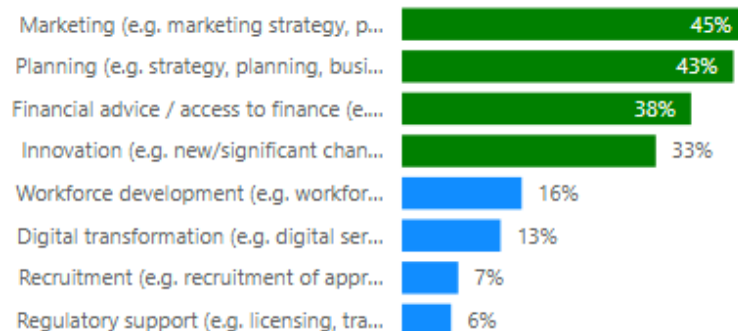 Marketing (e.g. marketing strategy, p... 45%
Planning (e.g. strategy, planning, busi... 43%
Financial advice / access to finance (e.... 38%
Innovation (e.g. new/significant chan... 33%
Workforce development (e.g. workfor... 16%
Digital transformation (e.g. digital ser... 13%
Recruitment (e.g. recruitment of appr... 7%
Regulatory support (e.g. licensing, tra... 6%